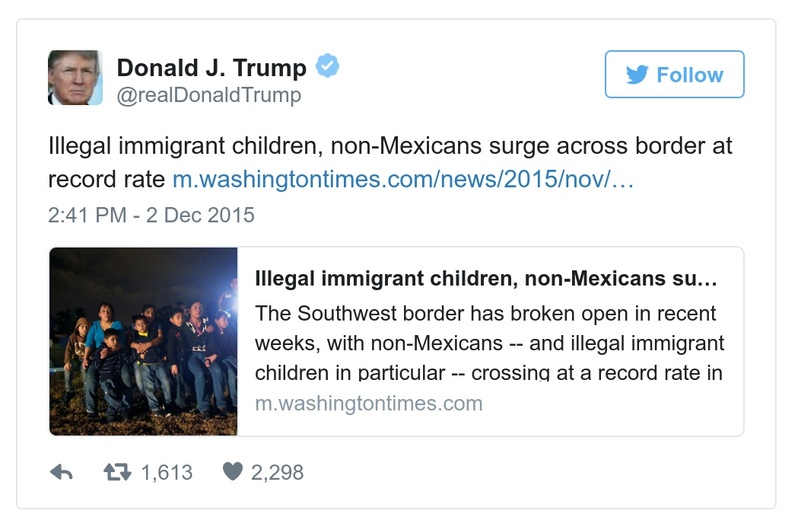 Donald J. Trump
@realDonaldTrump
Follow
Illegal immigrant children, non-Mexicans surge across border at
record rate m.washingtontimes.com/news/2015/nov/…
2:41 PM - 2 Dec 2015
Illegal immigrant children, non-Mexicans su…
The Southwest border has broken open in recent
weeks, with non-Mexicans -- and illegal immigrant
children in particular -- crossing at a record rate in
m.washingtontimes.com
1,613
2,298